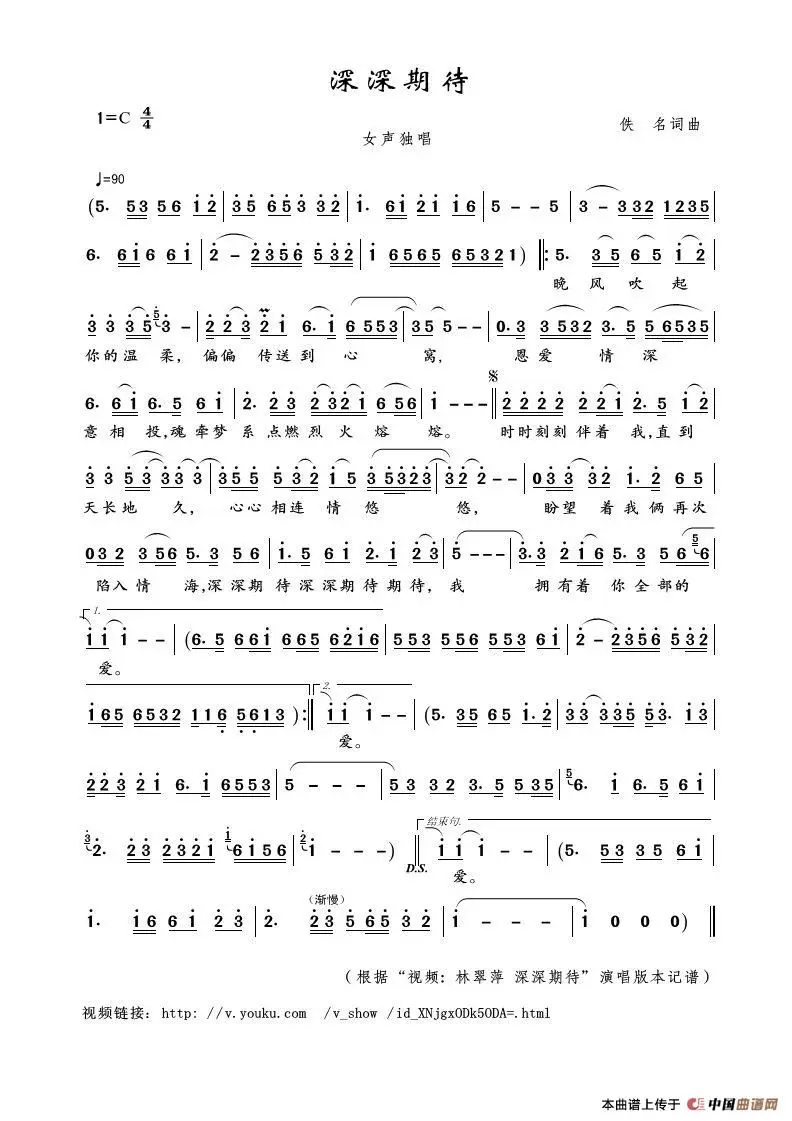 深深期待
1=C 4/4
佚 名词曲
女声独唱
♩=90
(5. 53 56 12 | 35 653 32 | 1. 61 21 16 | 5 - - 5 | 3 - 332 1235 |
6. 616 61 | 2 - 2356 532 | 1 6565 65321) |: 5. 35 65 12 |
晚 风 吹 起
3 3 35 3 - | 223 21 6.1 6553 | 355 - - | 0.3 3532 3.5 56535 |
你的温 柔, 偏偏 传送到 心 窝, 恩爱 情深
6. 61 6.5 61 | 2. 23 2321 656 | 1 - - - || 2222 221 2.5 12 |
意 相 投,魂牵梦 系 点燃 烈 火 熔 熔。 时时刻刻 伴着 我,直到
3 3 53 3 3 | 355 532 15 35323 | 32 2 - - | 033 32 1.2 65 |
天长地 久, 心心 相连 情 悠 悠, 盼望 着我 俩再次
032 356 5.3 56 | 1.5 61 2.1 23 | 5 - - - | 3.3 216 5.3 566 |
陷入情 海,深深期 待深深期待期待, 我 拥有着 你全部的
1.
11 1 - - | (6.5 661 665 6216 | 553 556 553 61 | 2 - 2356 532 |
爱。
2.
165 6532 116 5613 ) :| 11 1 - - | (5. 35 65 1.2 | 33 335 53. 13 |
爱。
223 21 6.1 6553 | 5 - - - | 53 32 3.5 535 | 6. 1 6.5 61 |
结束句.
2. 23 2321 6156 | 1 - - - ) || 11 1 - - | (5. 53 35 61 |
D.S.
爱。
(渐慢)
1. 16 61 23 | 2. 23 565 32 | 1 - - - | 1 0 0 0) ||
(根据“视频: 林翠萍 深深期待”演唱版本记谱)
视频链接: http: //v.youku.com /v_show /id_XNjgxODk5ODA=.html
本曲谱上传于 中国曲谱网